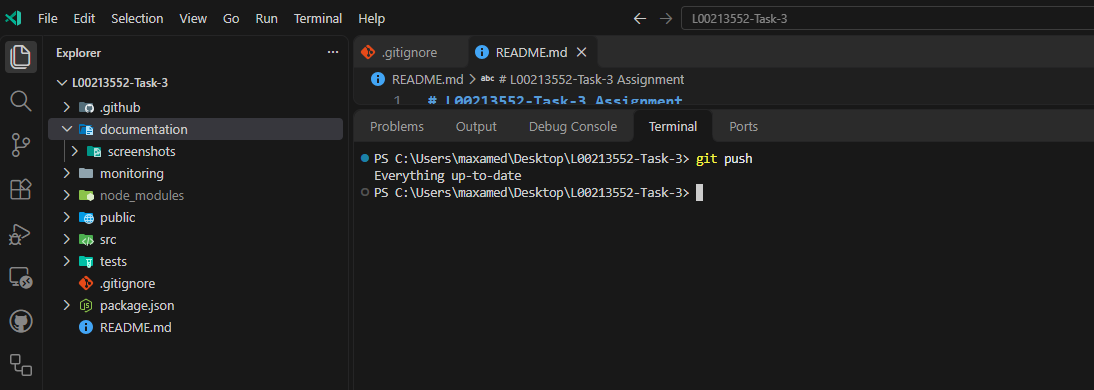 File Edit Selection View Go Run Terminal Help
L00213552-Task-3
Explorer ...
L00213552-Task-3
.github
documentation
screenshots
monitoring
node_modules
public
src
tests
.gitignore
package.json
README.md
.gitignore README.md
README.md > abc # L00213552-Task-3 Assignment
1 # L00213552-Task-3 Assignment
Problems Output Debug Console Terminal Ports
PS C:\Users\maxamed\Desktop\L00213552-Task-3> git push
Everything up-to-date
PS C:\Users\maxamed\Desktop\L00213552-Task-3>